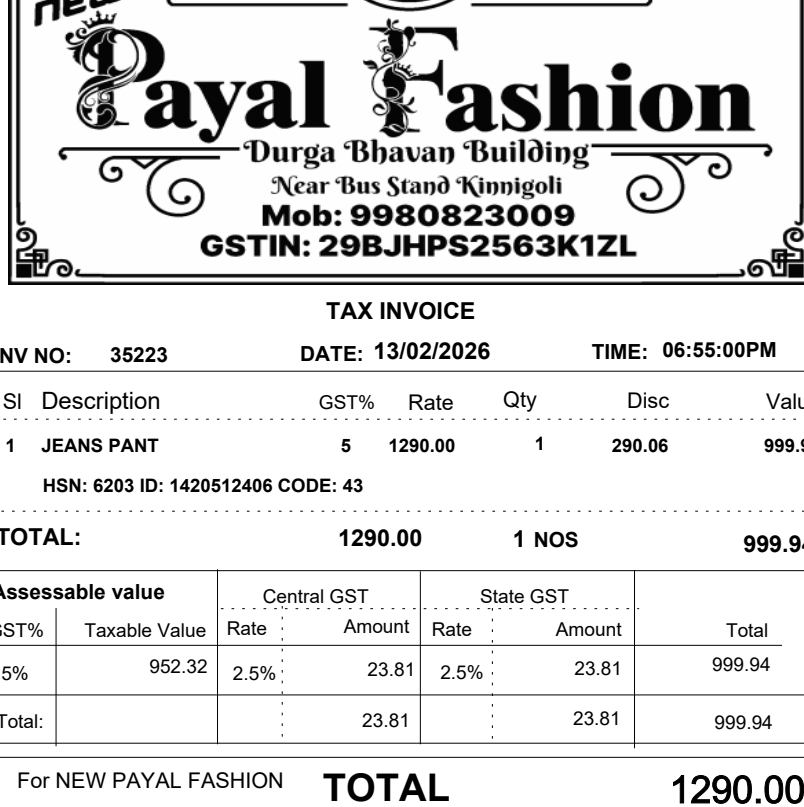 NEW
Payal Fashion
Durga Bhavan Building
Near Bus Stand Kinnigoli
Mob: 9980823009
GSTIN: 29BJHPS2563K1ZL
TAX INVOICE
NV NO: 35223 DATE: 13/02/2026 TIME: 06:55:00PM
Sl Description GST% Rate Qty Disc Valu
1 JEANS PANT 5 1290.00 1 290.06 999.9
HSN: 6203 ID: 1420512406 CODE: 43
TOTAL: 1290.00 1 NOS 999.94
Assessable value Central GST State GST
GST% Taxable Value Rate Amount Rate Amount Total
5% 952.32 2.5% 23.81 2.5% 23.81 999.94
Total: 23.81 23.81 999.94
For NEW PAYAL FASHION TOTAL 1290.00